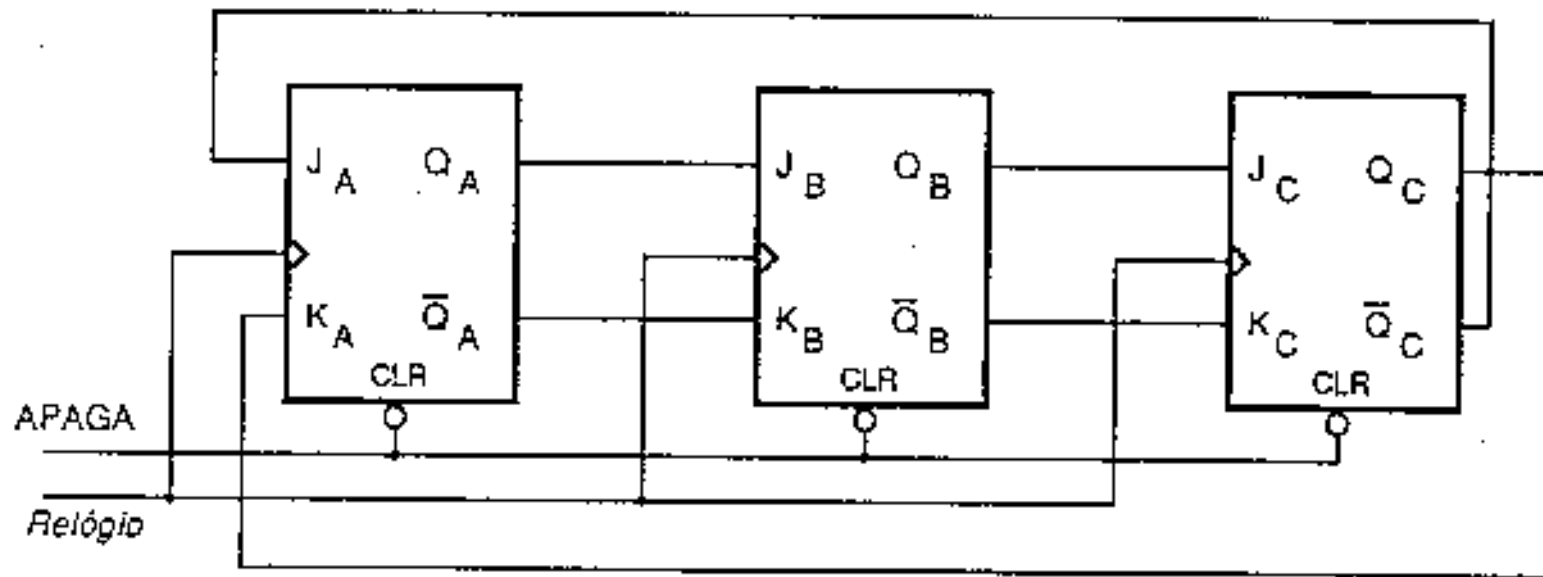 J A Q A J B Q B J C Q C
K A Q̅ A K B Q̅ B K C Q̅ C
CLR CLR CLR
APAGA
Relógio